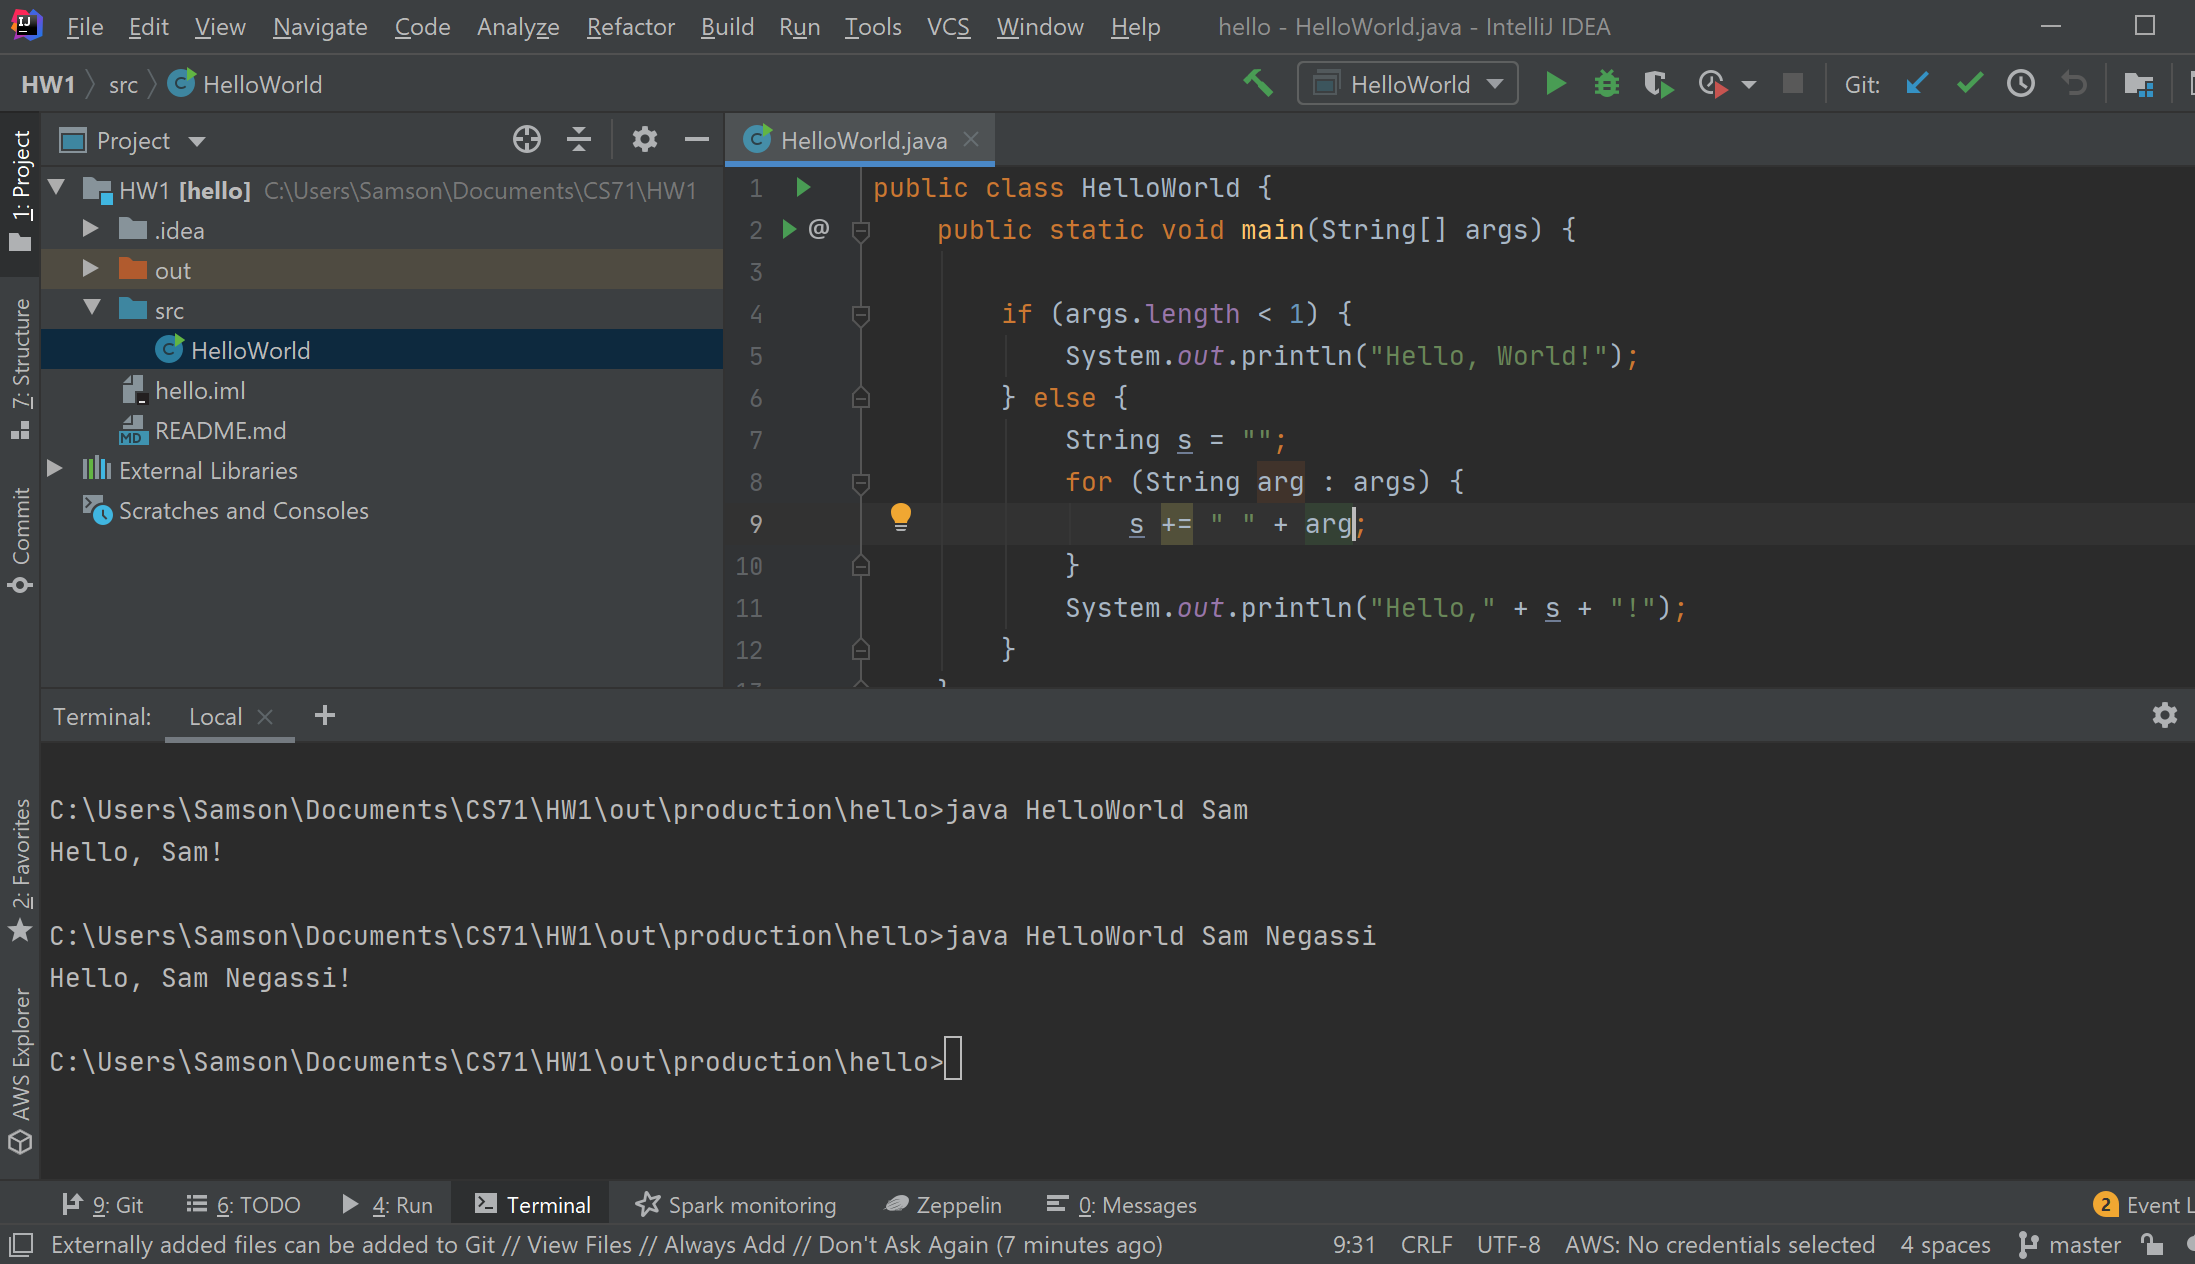 File Edit View Navigate Code Analyze Refactor Build Run Tools VCS Window Help hello - HelloWorld.java - IntelliJ IDEA
HW1 src HelloWorld
HelloWorld Git:
1: Project
7: Structure
Commit
2: Favorites
AWS Explorer
Project
HW1 [hello] C:\Users\Samson\Documents\CS71\HW1
.idea
out
src
HelloWorld
hello.iml
README.md
External Libraries
Scratches and Consoles
HelloWorld.java
1 public class HelloWorld {
2 @ public static void main(String[] args) {
3
4 if (args.length < 1) {
5 System.out.println("Hello, World!");
6 } else {
7 String s = "";
8 for (String arg : args) {
9 s += " " + arg;
10 }
11 System.out.println("Hello," + s + "!");
12 }
Terminal: Local
C:\Users\Samson\Documents\CS71\HW1\out\production\hello>java HelloWorld Sam
Hello, Sam!
C:\Users\Samson\Documents\CS71\HW1\out\production\hello>java HelloWorld Sam Negassi
Hello, Sam Negassi!
C:\Users\Samson\Documents\CS71\HW1\out\production\hello>
9: Git 6: TODO 4: Run Terminal Spark monitoring Zeppelin 0: Messages 2 Event L
Externally added files can be added to Git // View Files // Always Add // Don't Ask Again (7 minutes ago) 9:31 CRLF UTF-8 AWS: No credentials selected 4 spaces master